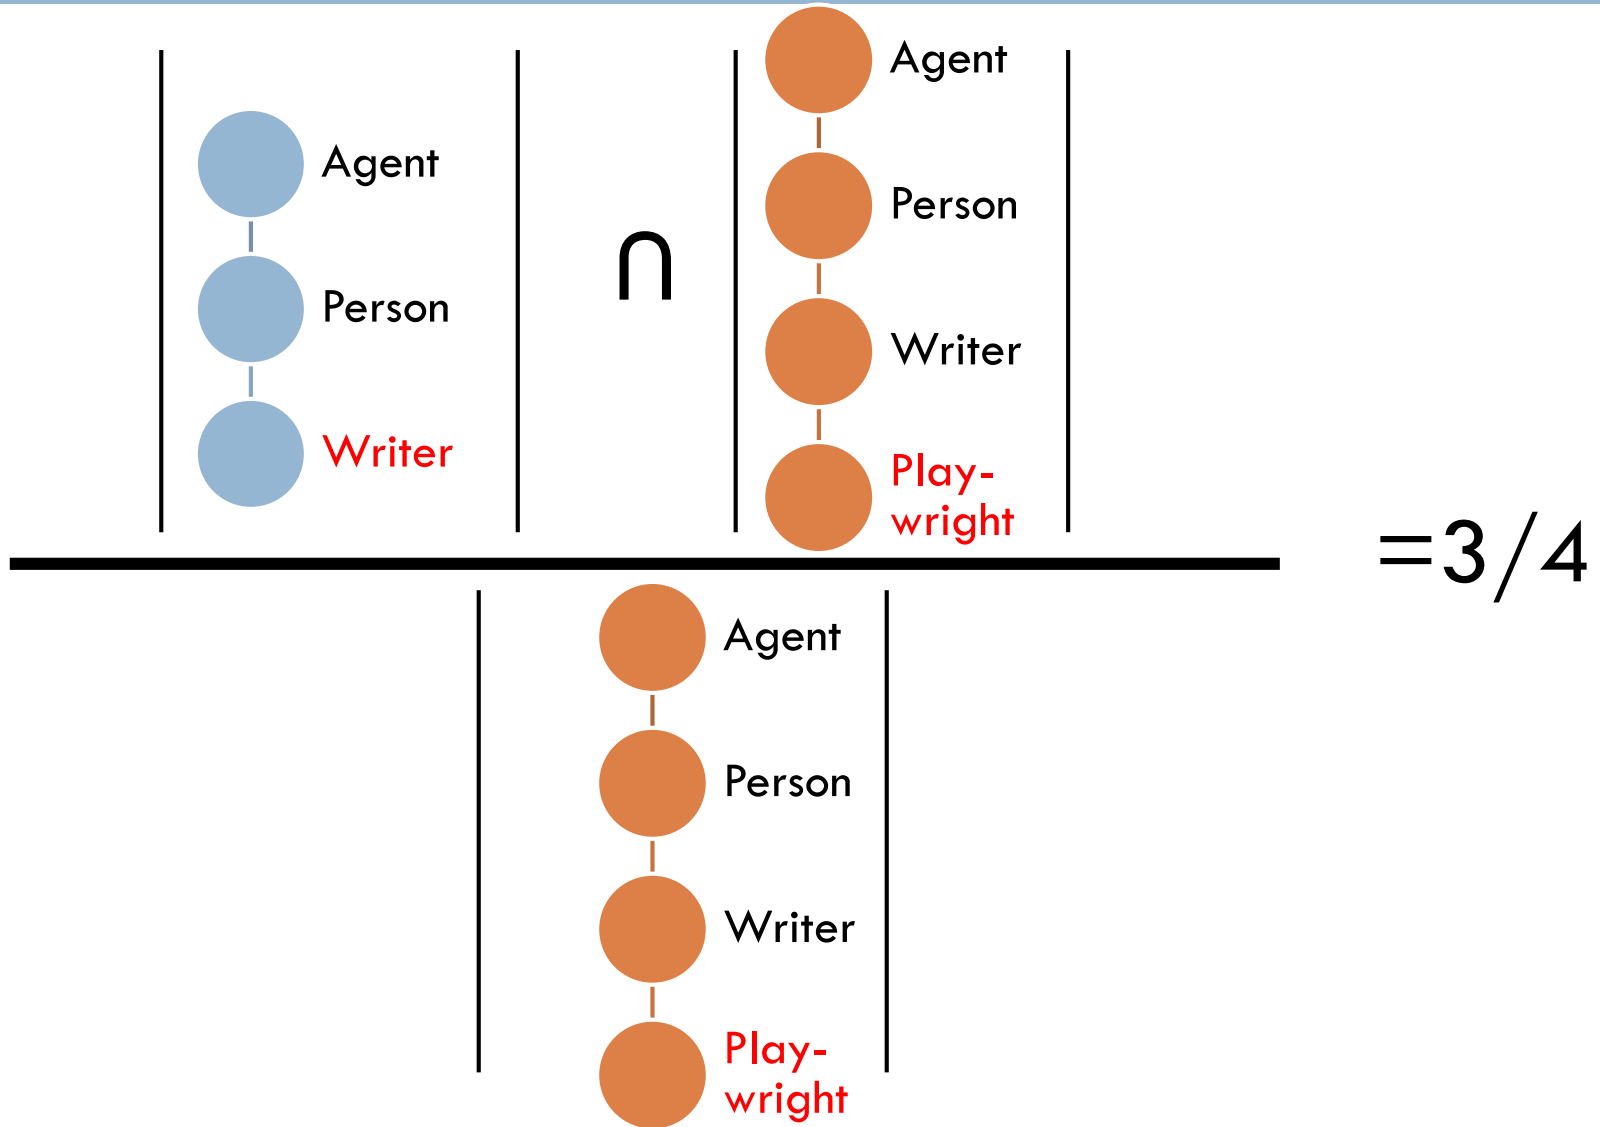 Agent
Person
Writer
∩
Agent
Person
Writer
Play-
wright
=3/4
Agent
Person
Writer
Play-
wright